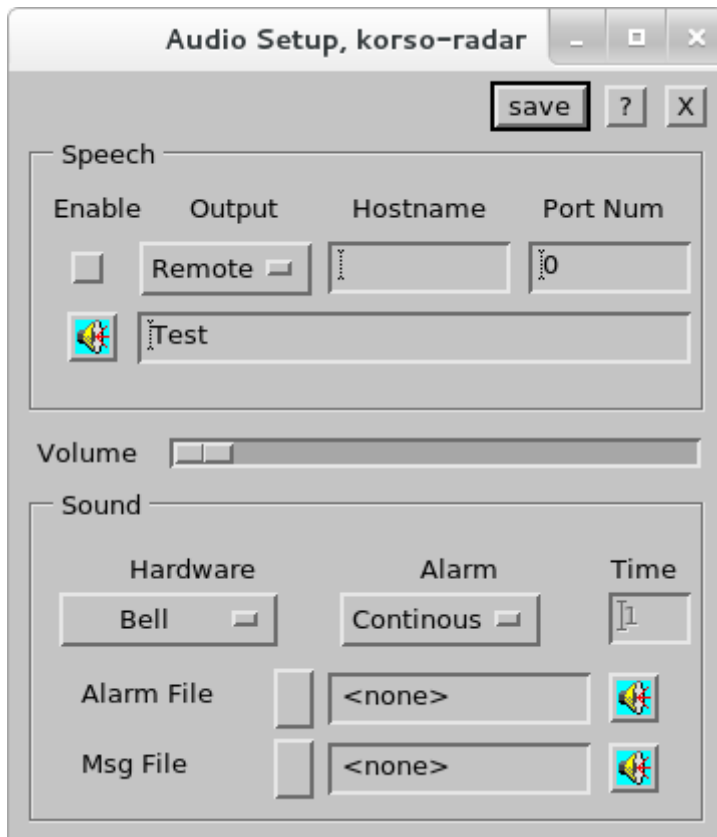 Audio Setup, korso-radar
save ? X
Speech
Enable Output Hostname Port Num
Remote 0
Test
Volume
Sound
Hardware Alarm Time
Bell Continous 1
Alarm File <none>
Msg File <none>